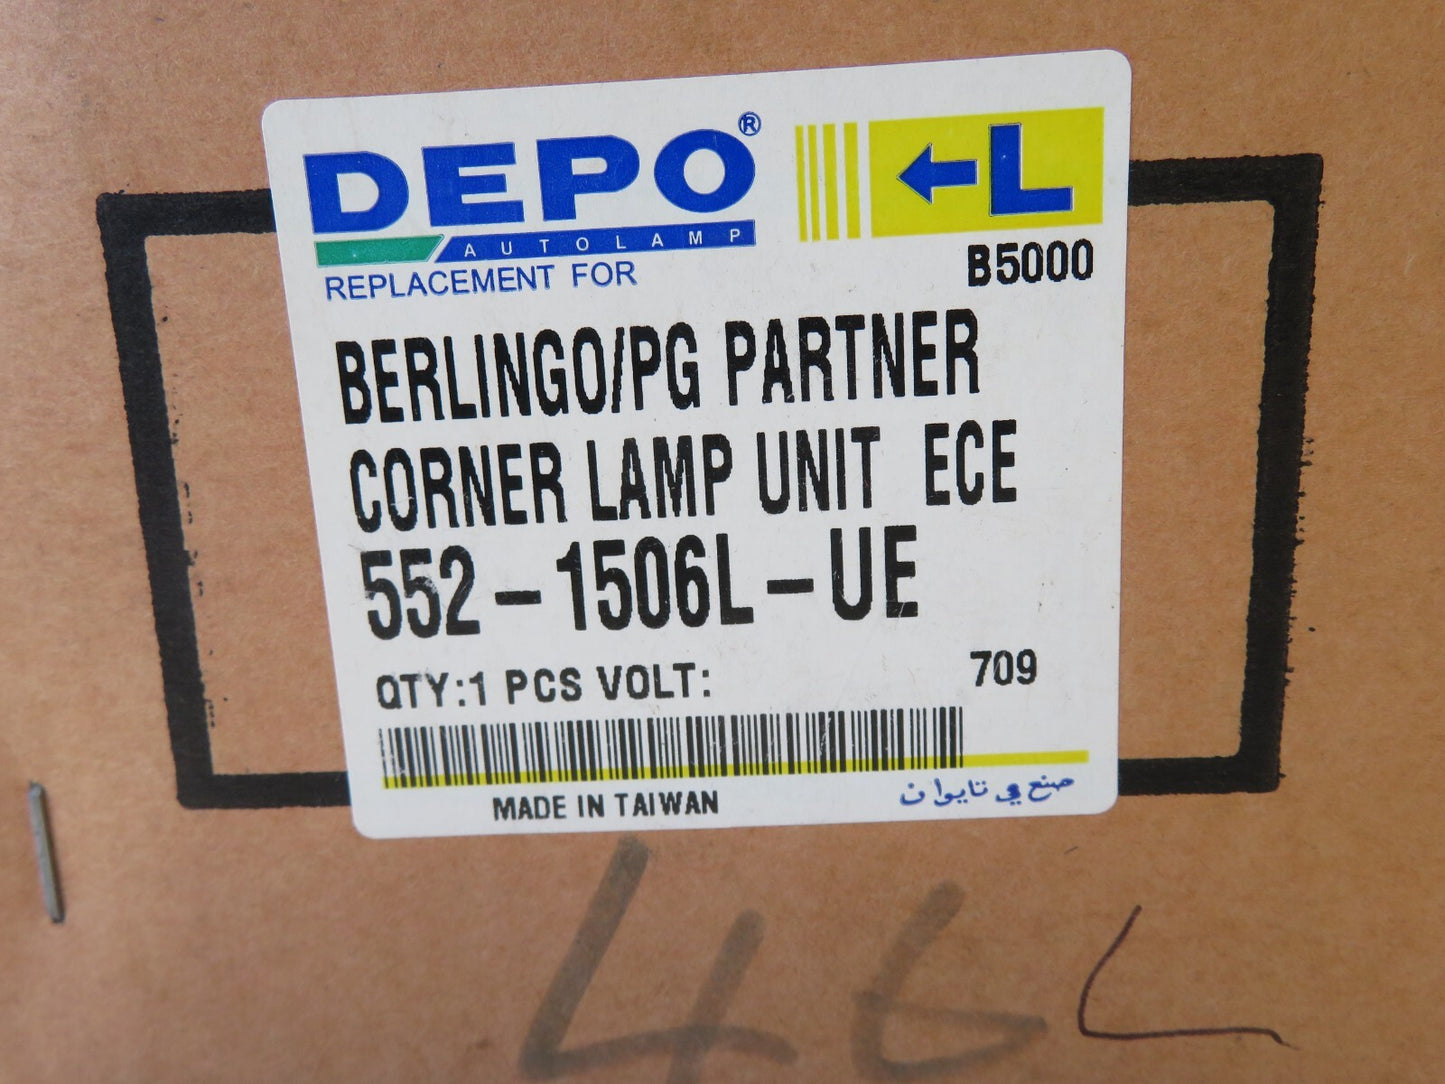 DEPO®
AUTOLAMP
REPLACEMENT FOR
←L
B5000
BERLINGO/PG PARTNER
CORNER LAMP UNIT ECE
552-1506L-UE
QTY:1 PCS VOLT:
709
MADE IN TAIWAN
صنع في تايوان
46 L